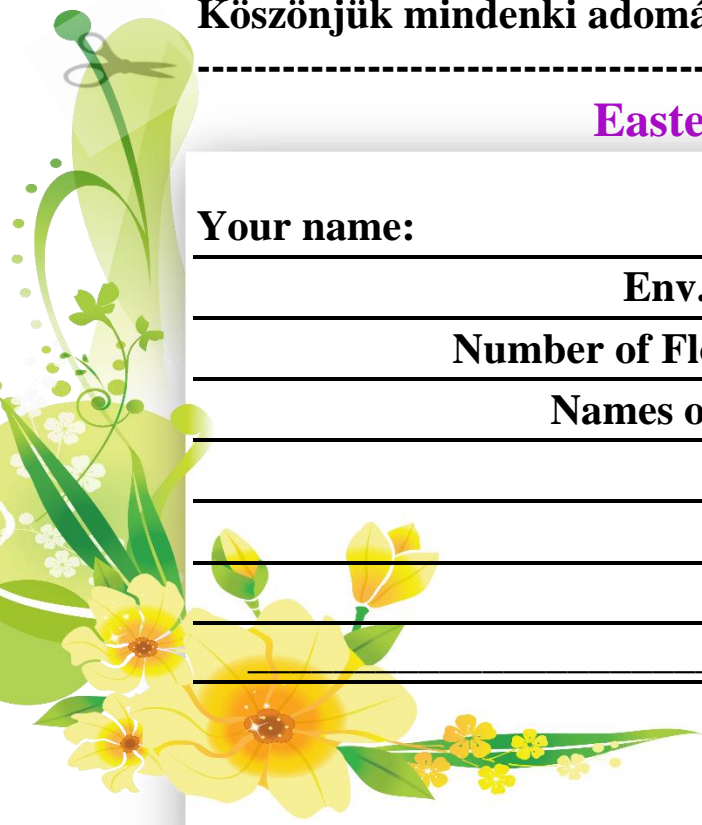 Köszönjük mindenki adomá
Easte
Your name:
Env.
Number of Fl
Names o